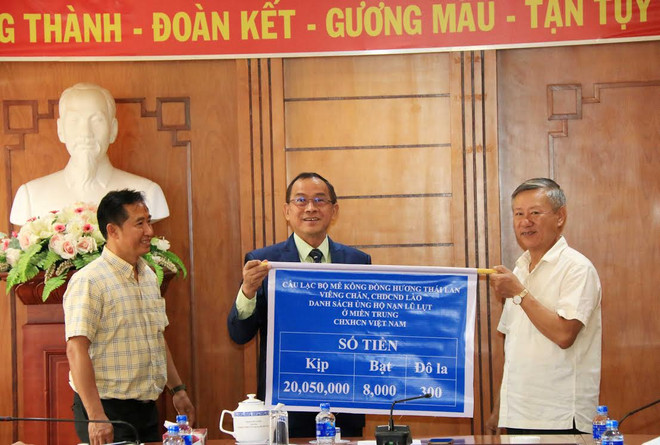 G THÀNH - ĐOÀN KẾT - GƯƠNG MẪU - TẬN TỤY
CÂU LẠC BỘ MÊ KÔNG ĐỒNG HƯƠNG THÁI LAN
VIÊNG CHĂN, CHDCND LÀO
DANH SÁCH ỦNG HỘ NẠN LŨ LỤT
Ở MIỀN TRUNG
CHXHCN VIỆT NAM
SỐ TIỀN
Kịp Bạt Đô la
20,050,000 8,000 300